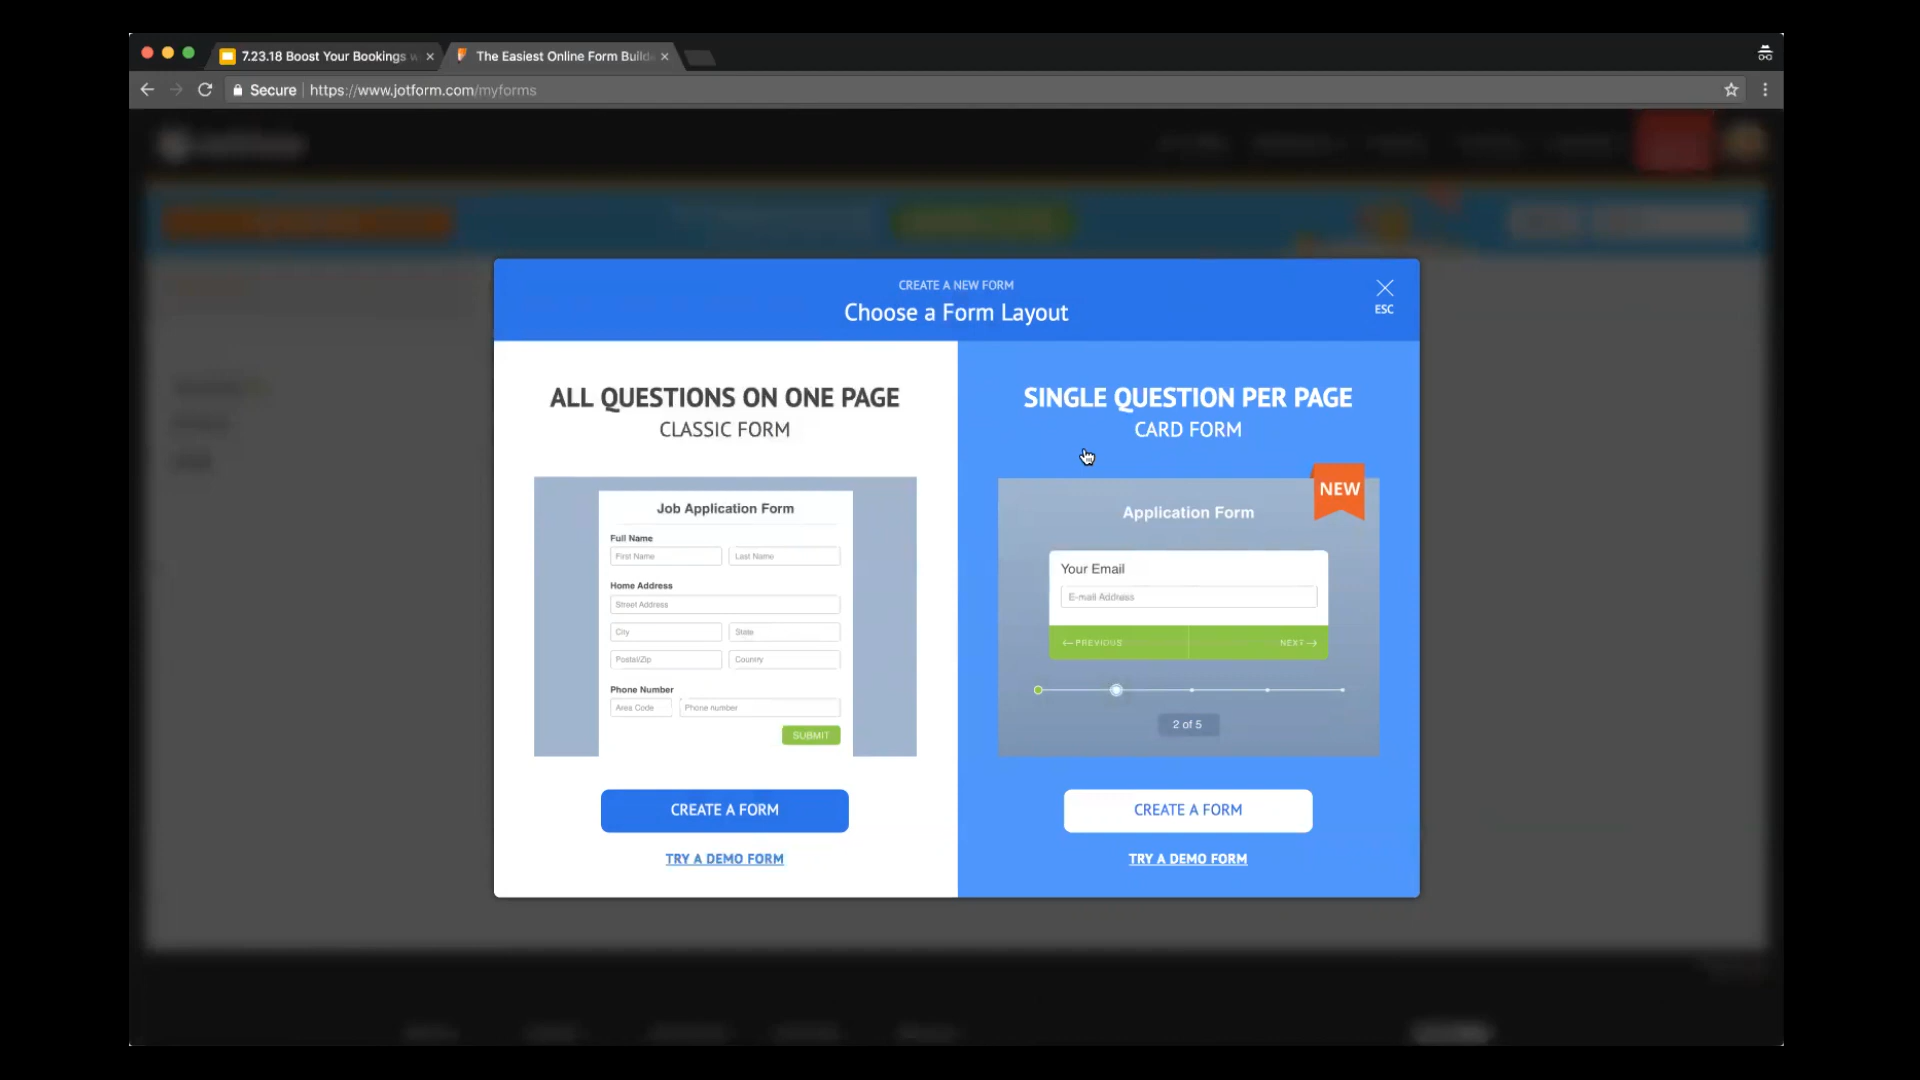 7.23.18 Boost Your Bookings
The Easiest Online Form Build
Secure
https://www.jotform.com/myforms
CREATE A NEW FORM
Choose a Form Layout
ESC
ALL QUESTIONS ON ONE PAGE
CLASSIC FORM
Job Application Form
Full Name
First Name
Last Name
Home Address
Street Address
City
State
Postal/Zip
Country
Phone Number
Area Code
Phone number
SUBMIT
CREATE A FORM
TRY A DEMO FORM
SINGLE QUESTION PER PAGE
CARD FORM
NEW
Application Form
Your Email
E-mail Address
PREVIOUS
NEXT
2 of 5
CREATE A FORM
TRY A DEMO FORM